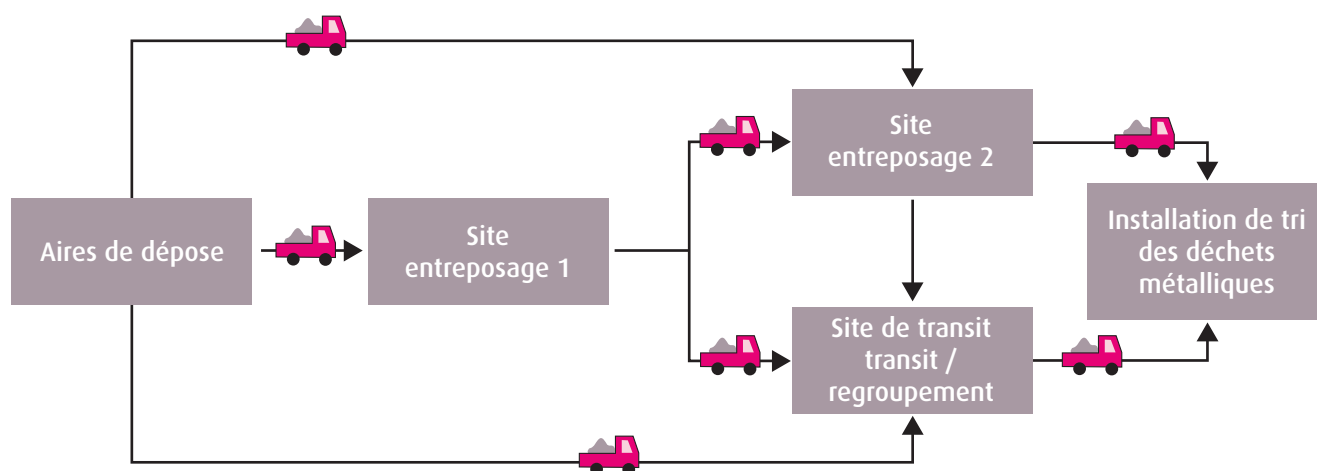 Aires de dépose
Site
entreposage 1
Site
entreposage 2
Site de transit
transit /
regroupement
Installation de tri
des déchets
métalliques